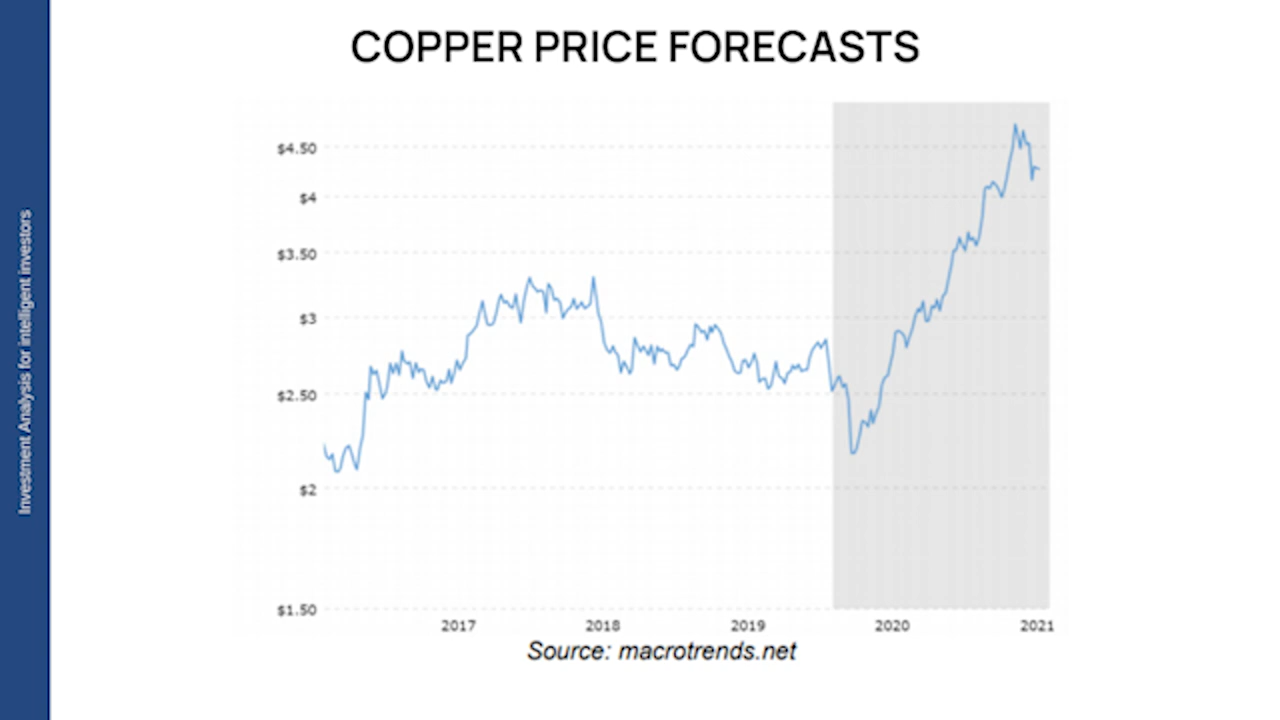 COPPER PRICE FORECASTS
Investment Analysis for intelligent investors
$4.50
$4
$3.50
$3
$2.50
$2
$1.50
2017 2018 2019 2020 2021
Source: macrotrends.net